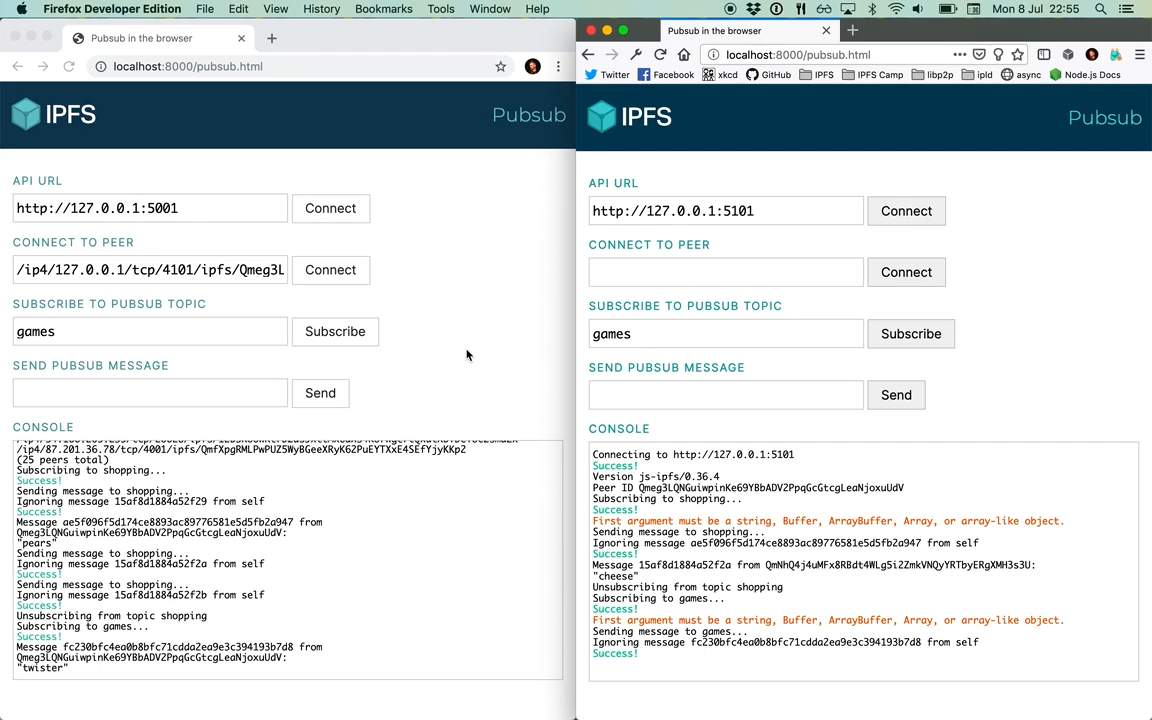 Firefox Developer Edition File Edit View History Bookmarks Tools Window Help Mon 8 Jul 22:55
Pubsub in the browser
localhost:8000/pubsub.html
IPFS
Pubsub
API URL
http://127.0.0.1:5001
Connect
CONNECT TO PEER
/ip4/127.0.0.1/tcp/4101/ipfs/Qmeg3L
Connect
SUBSCRIBE TO PUBSUB TOPIC
games
Subscribe
SEND PUBSUB MESSAGE
Send
CONSOLE
/ip4/87.201.36.78/tcp/4001/ipfs/QmfXpgRMLPwPUZ5WyBGeeXRyK62PuEYTXxE4SEfYjyKKp2
(25 peers total)
Subscribing to shopping...
Success!
Sending message to shopping...
Ignoring message 15af8d1884a52f29 from self
Success!
Message ae5f096f5d174ce8893ac89776581e5d5fb2a947 from
Qmeg3LQNGuiwpinKe69YBbADV2PpqGcGtcgLeaNjoxuUdV:
"pears"
Sending message to shopping...
Ignoring message 15af8d1884a52f2a from self
Success!
Sending message to shopping...
Ignoring message 15af8d1884a52f2b from self
Success!
Unsubscribing from topic shopping
Subscribing to games...
Success!
Message fc230bfc4ea0b8bfc71cdda2ea9e3c394193b7d8 from
Qmeg3LQNGuiwpinKe69YBbADV2PpqGcGtcgLeaNjoxuUdV:
"twister"
Pubsub in the browser
localhost:8000/pubsub.html
Twitter Facebook xkcd GitHub IPFS IPFS Camp libp2p ipld async Node.js Docs
IPFS
Pubsub
API URL
http://127.0.0.1:5101
Connect
CONNECT TO PEER
Connect
SUBSCRIBE TO PUBSUB TOPIC
games
Subscribe
SEND PUBSUB MESSAGE
Send
CONSOLE
Connecting to http://127.0.0.1:5101
Success!
Version js-ipfs/0.36.4
Peer ID Qmeg3LQNGuiwpinKe69YBbADV2PpqGcGtcgLeaNjoxuUdV
Subscribing to shopping...
Success!
First argument must be a string, Buffer, ArrayBuffer, Array, or array-like object.
Sending message to shopping...
Ignoring message ae5f096f5d174ce8893ac89776581e5d5fb2a947 from self
Success!
Message 15af8d1884a52f2a from QmNhQ4j4uMFx8RBdt4WLg5i2ZmkVNQyYRTbyERgXMH3s3U:
"cheese"
Unsubscribing from topic shopping
Subscribing to games...
Success!
First argument must be a string, Buffer, ArrayBuffer, Array, or array-like object.
Sending message to games...
Ignoring message fc230bfc4ea0b8bfc71cdda2ea9e3c394193b7d8 from self
Success!